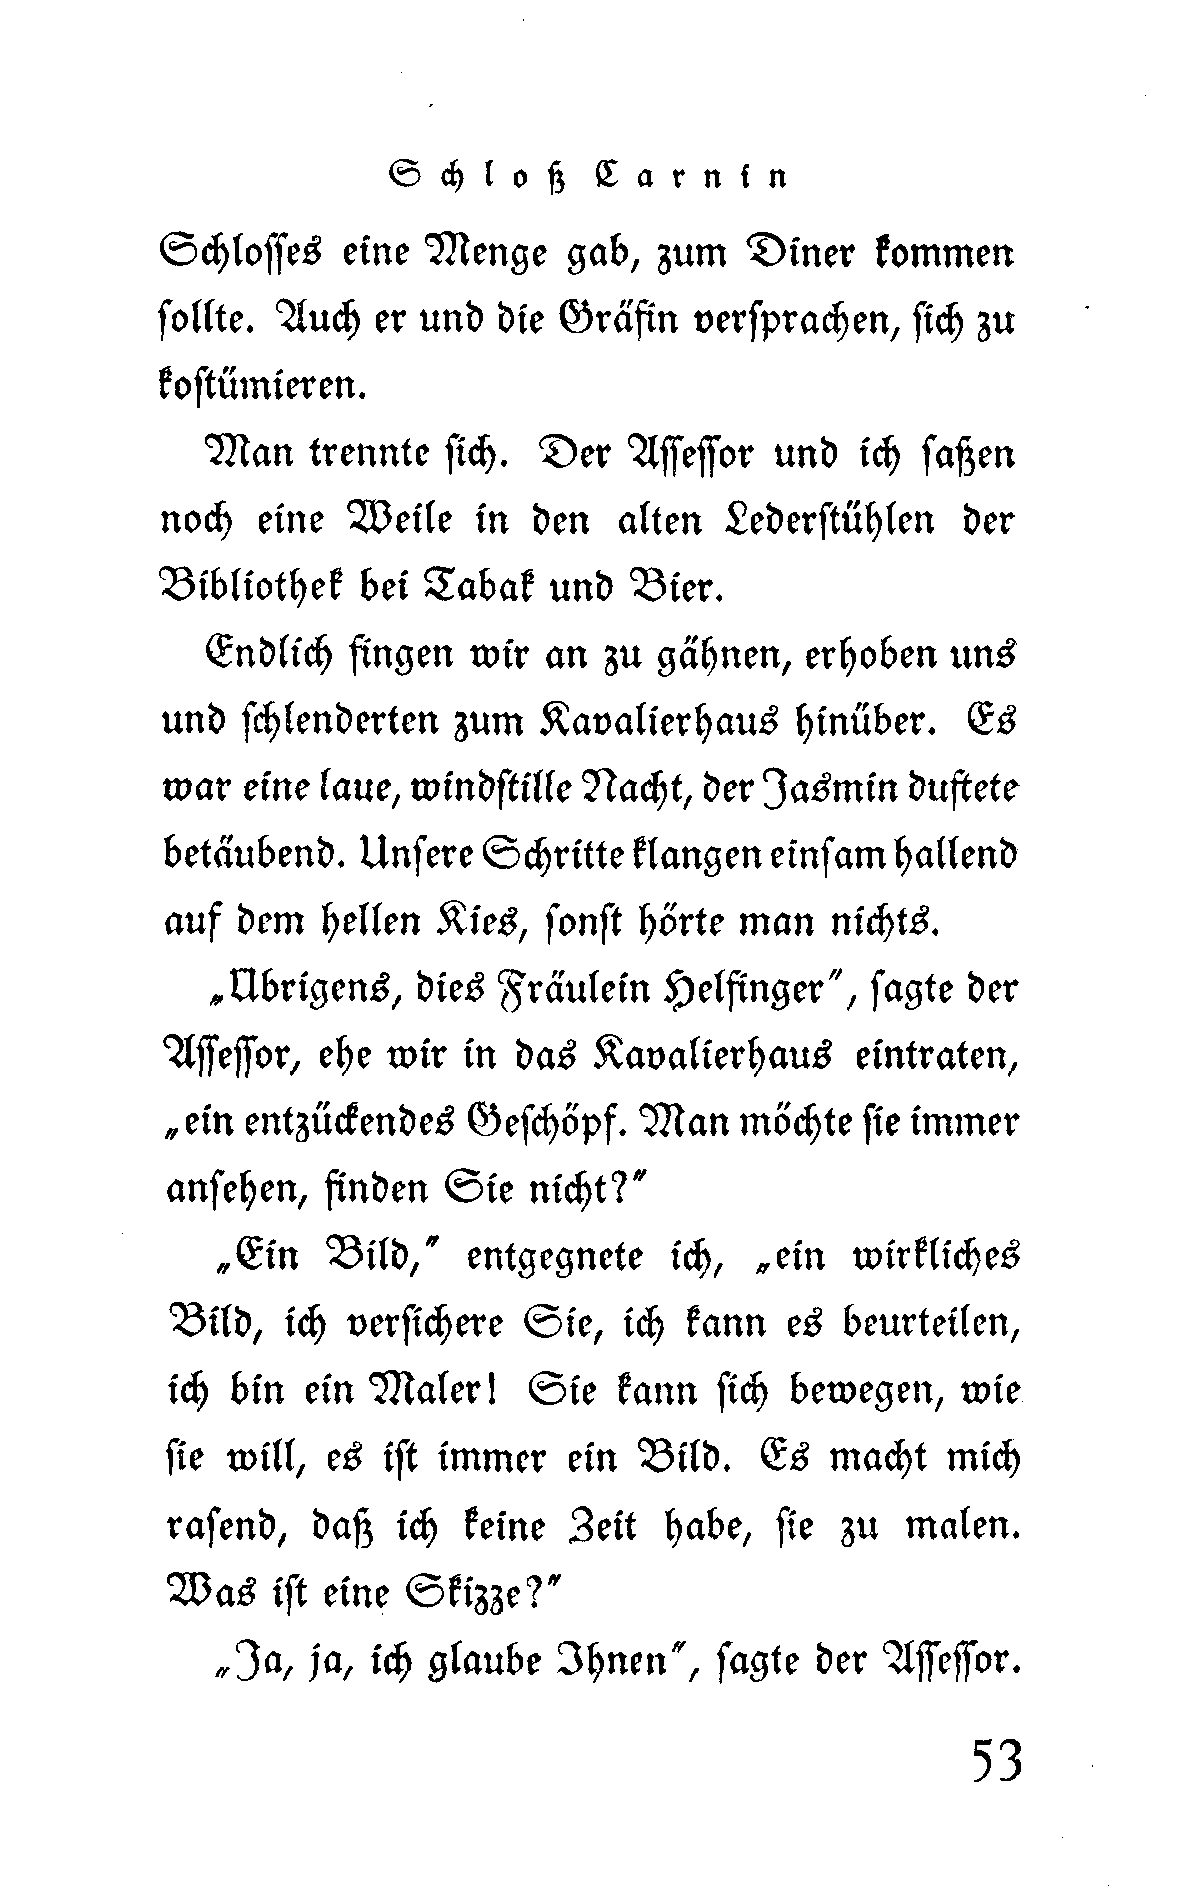 Schloß Carnin
Schlosses eine Menge gab, zum Diner kommen
sollte. Auch er und die Gräfin versprachen, sich zu
kostümieren.
Man trennte sich. Der Assessor und ich saßen
noch eine Weile in den alten Lederstühlen der
Bibliothek bei Tabak und Bier.
Endlich fingen wir an zu gähnen, erhoben uns
und schlenderten zum Kavalierhaus hinüber. Es
war eine laue, windstille Nacht, der Jasmin duftete
betäubend. Unsere Schritte klangen einsam hallend
auf dem hellen Kies, sonst hörte man nichts.
„Übrigens, dies Fräulein Helfinger“, sagte der
Assessor, ehe wir in das Kavalierhaus eintraten,
„ein entzückendes Geschöpf. Man möchte sie immer
ansehen, finden Sie nicht?“
„Ein Bild,“ entgegnete ich, „ein wirkliches
Bild, ich versichere Sie, ich kann es beurteilen,
ich bin ein Maler! Sie kann sich bewegen, wie
sie will, es ist immer ein Bild. Es macht mich
rasend, daß ich keine Zeit habe, sie zu malen.
Was ist eine Skizze?“
„Ja, ja, ich glaube Ihnen“, sagte der Assessor.
53